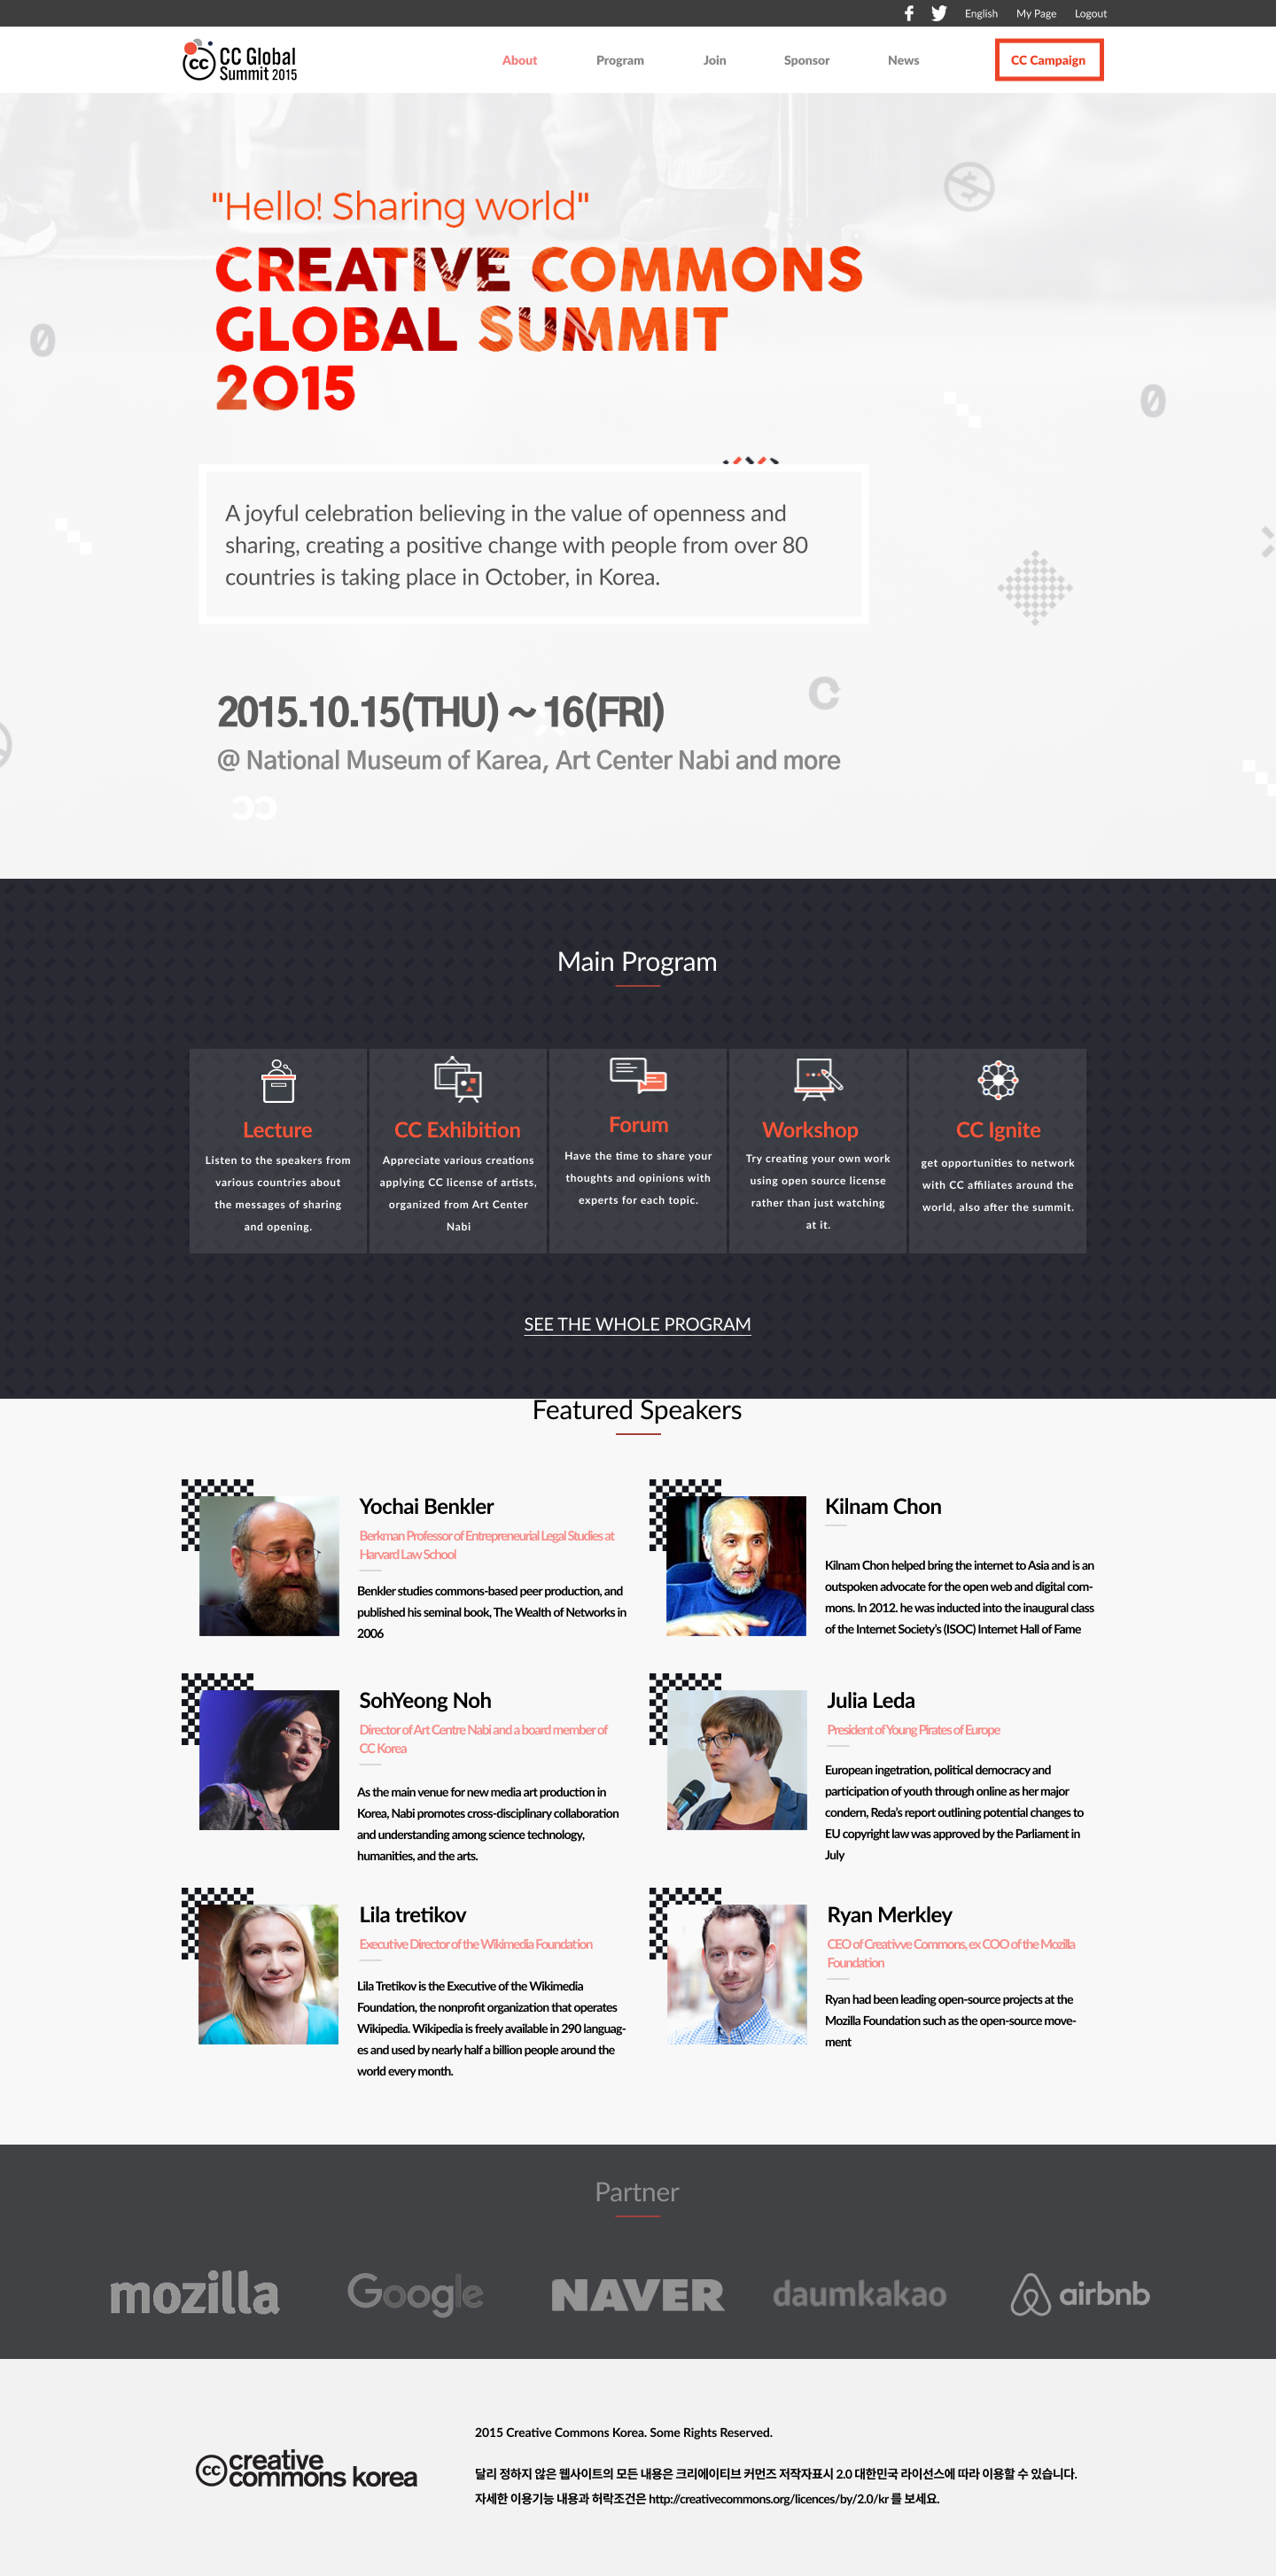 English My Page Logout
cc CC Global
Summit 2015
About Program Join Sponsor News CC Campaign
"Hello! Sharing world"
CREATIVE COMMONS
GLOBAL SUMMIT
2015
A joyful celebration believing in the value of openness and
sharing, creating a positive change with people from over 80
countries is taking place in October, in Korea.
2015.10.15(THU) ~ 16(FRI)
@ National Museum of Karea, Art Center Nabi and more
Main Program
Lecture
Listen to the speakers from
various countries about
the messages of sharing
and opening.
CC Exhibition
Appreciate various creations
applying CC license of artists,
organized from Art Center
Nabi
Forum
Have the time to share your
thoughts and opinions with
experts for each topic.
Workshop
Try creating your own work
using open source license
rather than just watching
at it.
CC Ignite
get opportunities to network
with CC affiliates around the
world, also after the summit.
SEE THE WHOLE PROGRAM
Featured Speakers
Yochai Benkler
Berkman Professor of Entrepreneurial Legal Studies at
Harvard Law School
Benkler studies commons-based peer production, and
published his seminal book, The Wealth of Networks in
2006
Kilnam Chon
Kilnam Chon helped bring the internet to Asia and is an
outspoken advocate for the open web and digital com-
mons. In 2012. he was inducted into the inaugural class
of the Internet Society's (ISOC) Internet Hall of Fame
SohYeong Noh
Director of Art Centre Nabi and a board member of
CC Korea
As the main venue for new media art production in
Korea, Nabi promotes cross-disciplinary collaboration
and understanding among science technology,
humanities, and the arts.
Julia Leda
President of Young Pirates of Europe
European ingetration, political democracy and
participation of youth through online as her major
condern, Reda's report outlining potential changes to
EU copyright law was approved by the Parliament in
July
Lila tretikov
Executive Director of the Wikimedia Foundation
Lila Tretikov is the Executive of the Wikimedia
Foundation, the nonprofit organization that operates
Wikipedia. Wikipedia is freely available in 290 languag-
es and used by nearly half a billion people around the
world every month.
Ryan Merkley
CEO of Creativve Commons, ex COO of the Mozilla
Foundation
Ryan had been leading open-source projects at the
Mozilla Foundation such as the open-source move-
ment
Partner
mozilla Google NAVER daumkakao airbnb
cc creative
commons korea
2015 Creative Commons Korea. Some Rights Reserved.
달리 정하지 않은 웹사이트의 모든 내용은 크리에이티브 커먼즈 저작자표시 2.0 대한민국 라이선스에 따라 이용할 수 있습니다.
자세한 이용기능 내용과 허락조건은 http://creativecommons.org/licences/by/2.0/kr 를 보세요.